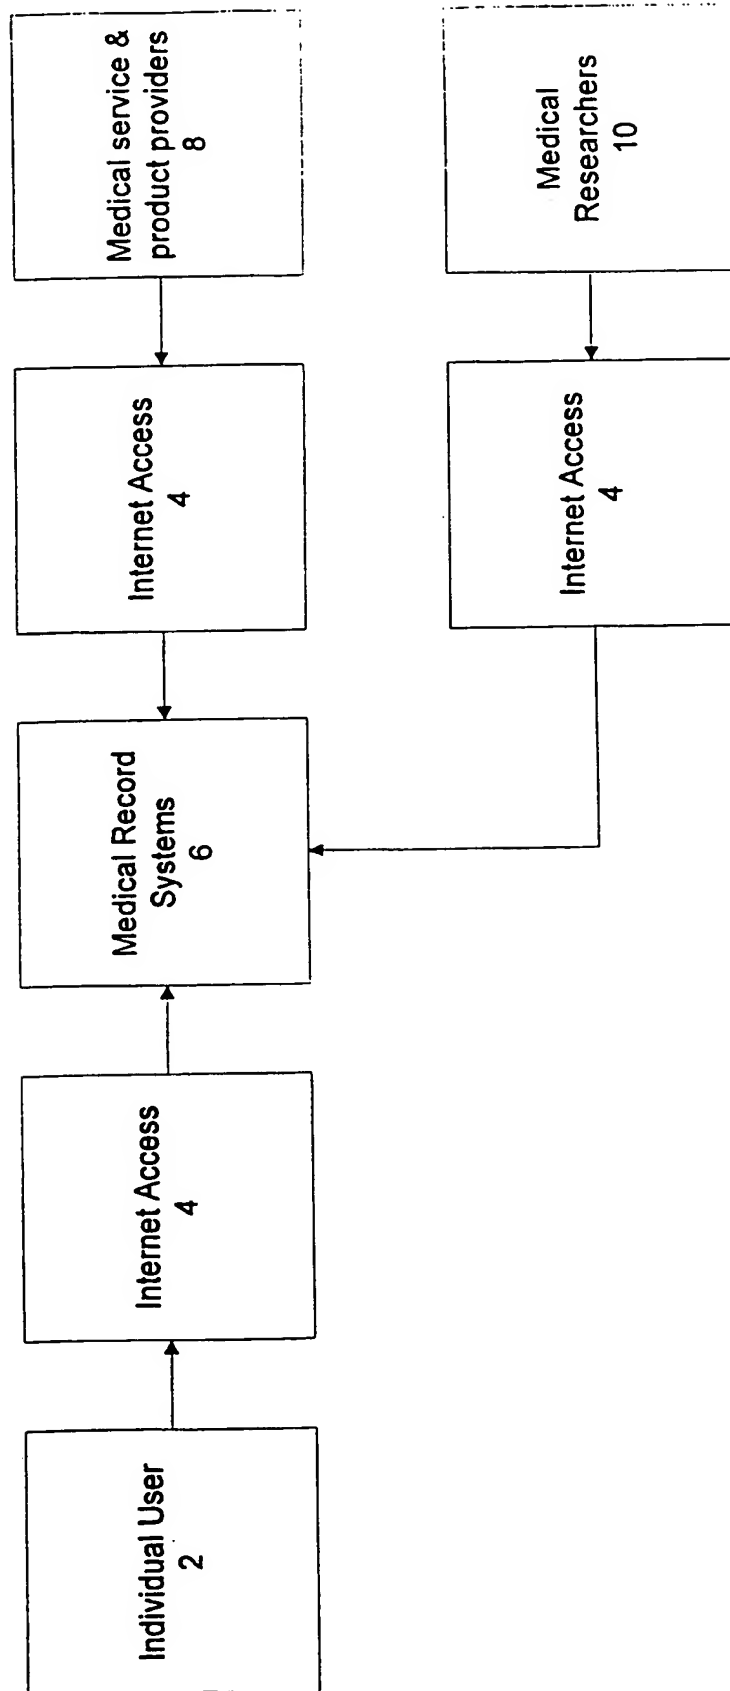 Individual User
2
Internet Access
4
Medical Record
Systems
6
Internet Access
4
Medical service &
product providers
8
Internet Access
4
Medical
Researchers
10